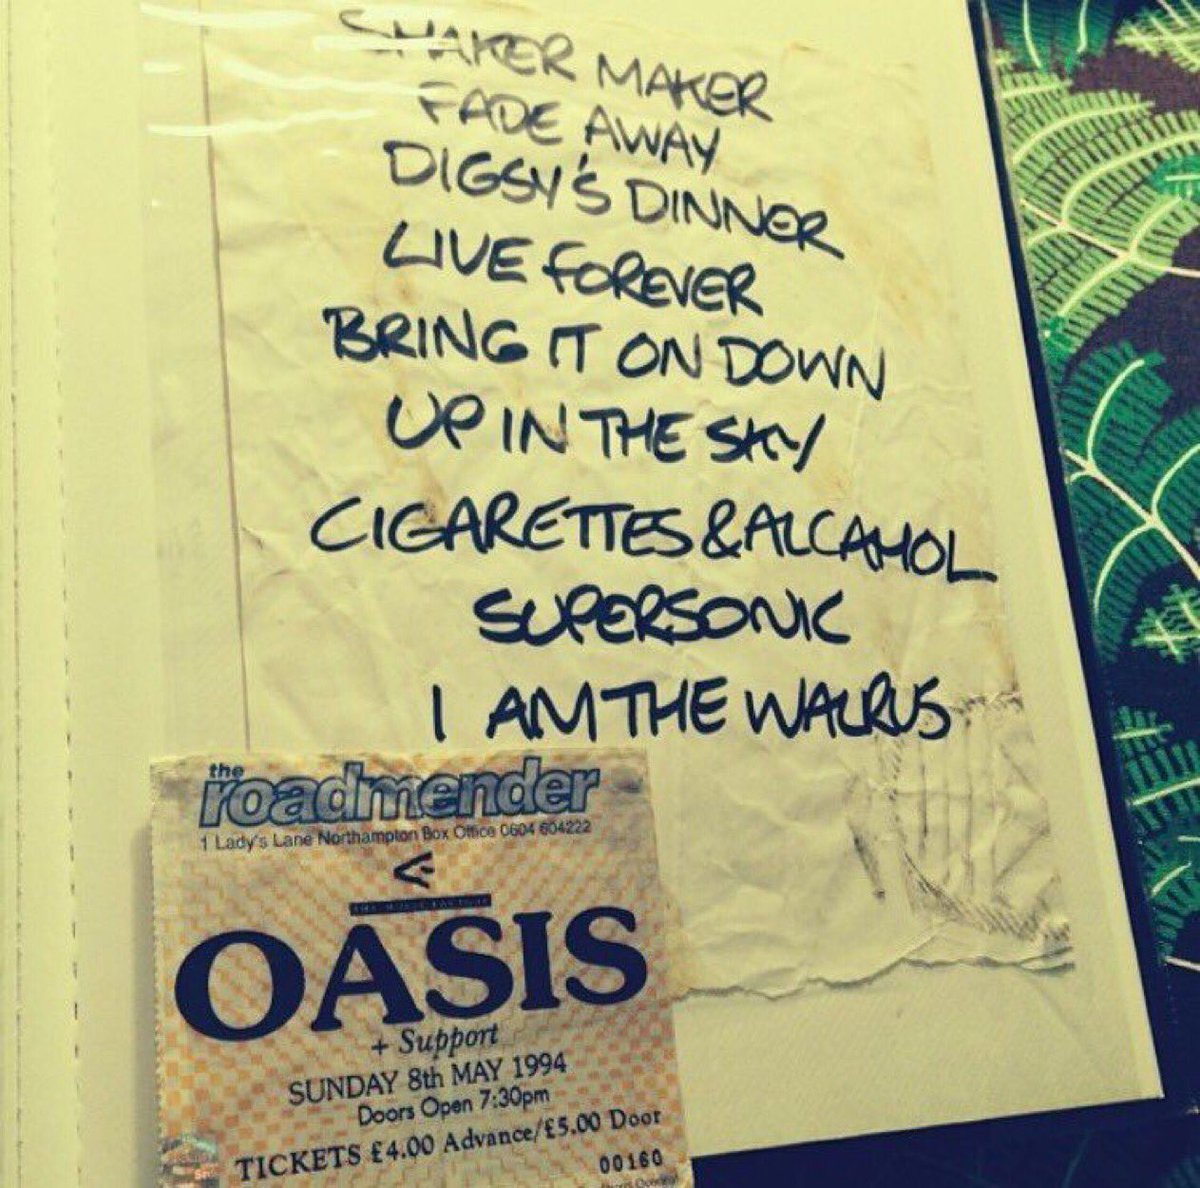 SHAKER MAKER
FADE AWAY
DIGSY'S DINNER
LIVE FOREVER
BRING IT ON DOWN
UP IN THE SKY
CIGARETTES & ALCAHOL
SUPERSONIC
I AM THE WALRUS
the
roadmender
1 Lady's Lane Northampton Box Office 0604 604222
OASIS
+ Support
SUNDAY 8th MAY 1994
Doors Open 7:30pm
TICKETS £4.00 Advance/£5.00 Door
00160